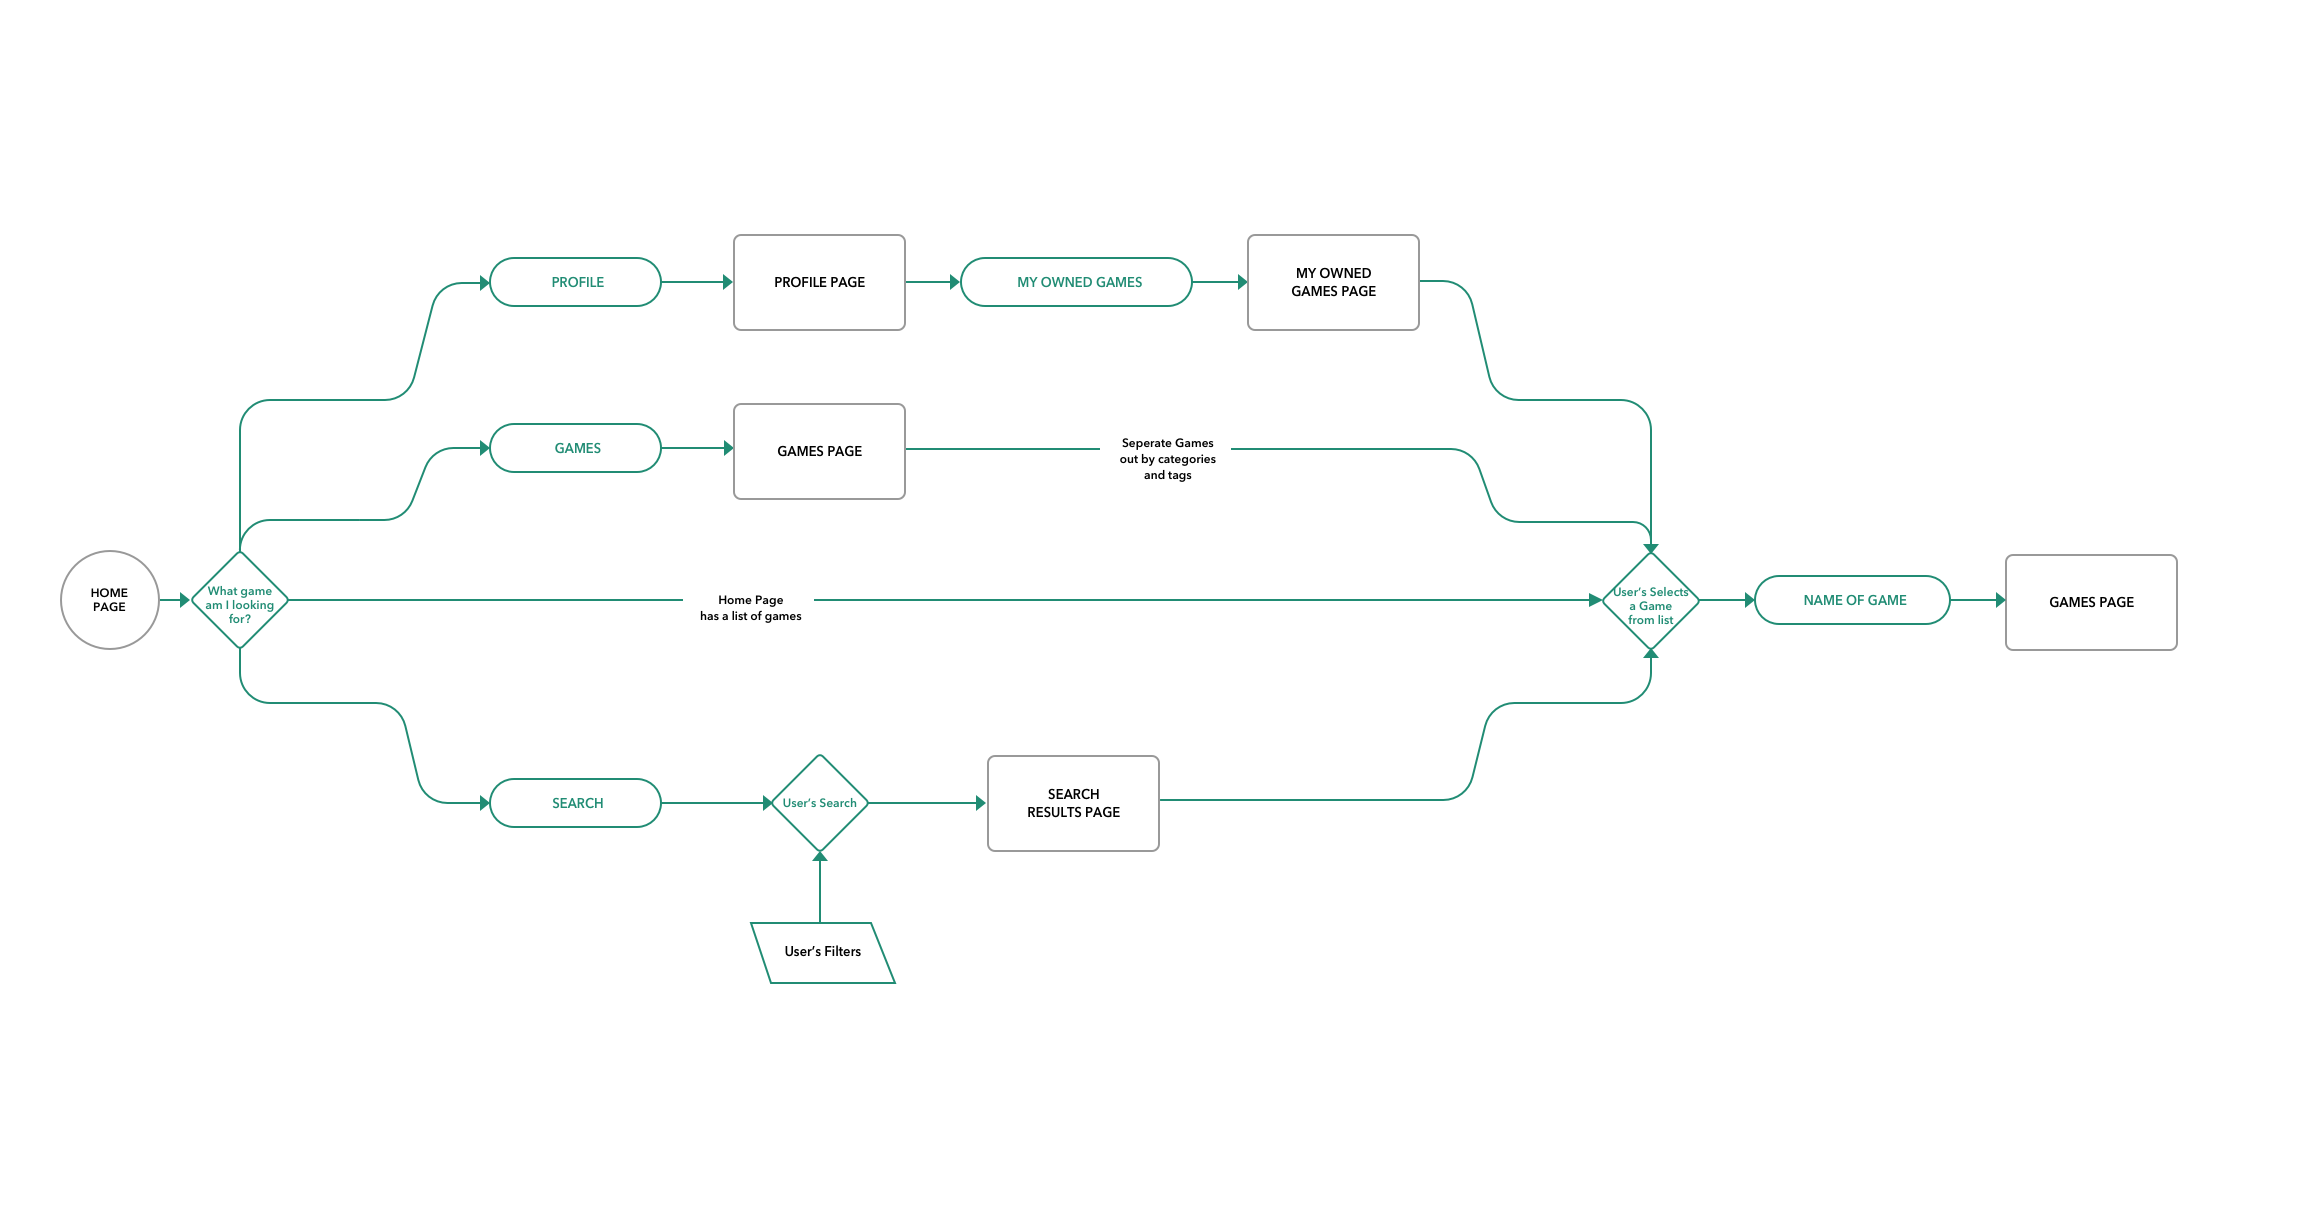 PROFILE
PROFILE PAGE
MY OWNED GAMES
MY OWNED
GAMES PAGE
GAMES
GAMES PAGE
Seperate Games
out by categories
and tags
HOME
PAGE
What game
am I looking
for?
Home Page
has a list of games
User’s Selects
a Game
from list
NAME OF GAME
GAMES PAGE
SEARCH
User’s Search
SEARCH
RESULTS PAGE
User’s Filters